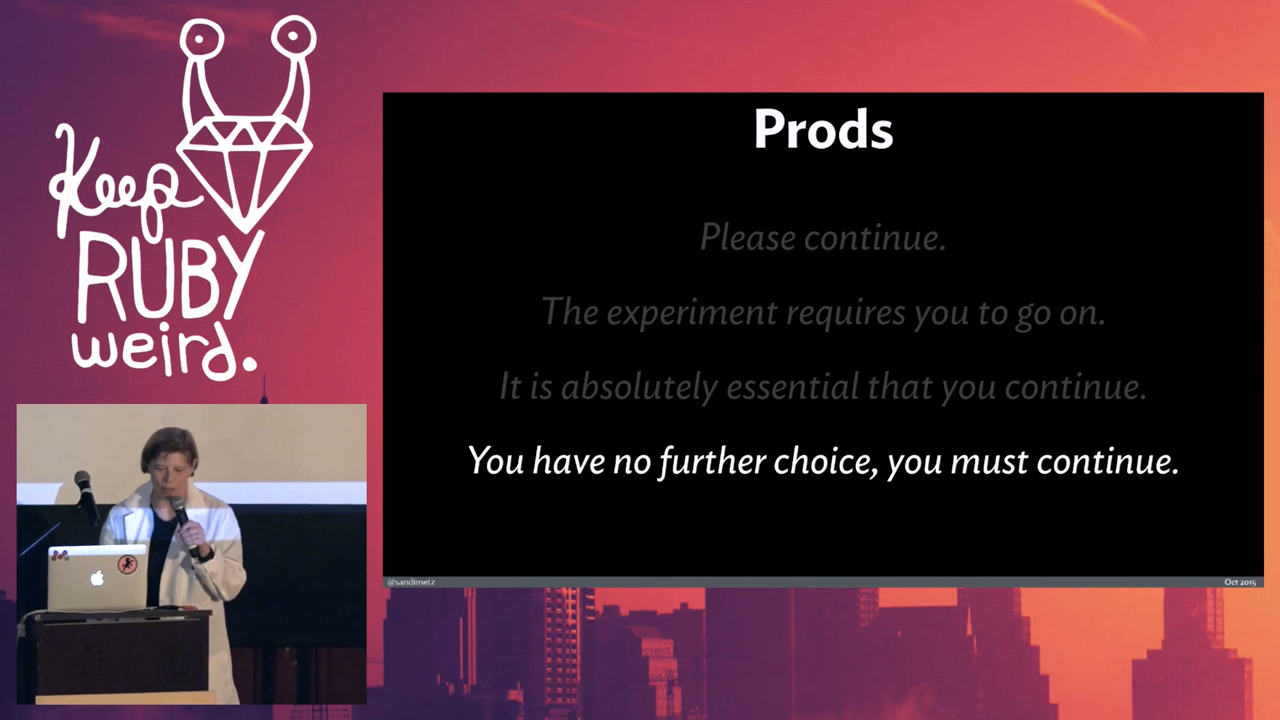 Keep
RUBY
weird.
Prods
Please continue.
The experiment requires you to go on.
It is absolutely essential that you continue.
You have no further choice, you must continue.
@sandimetz
Oct 2015